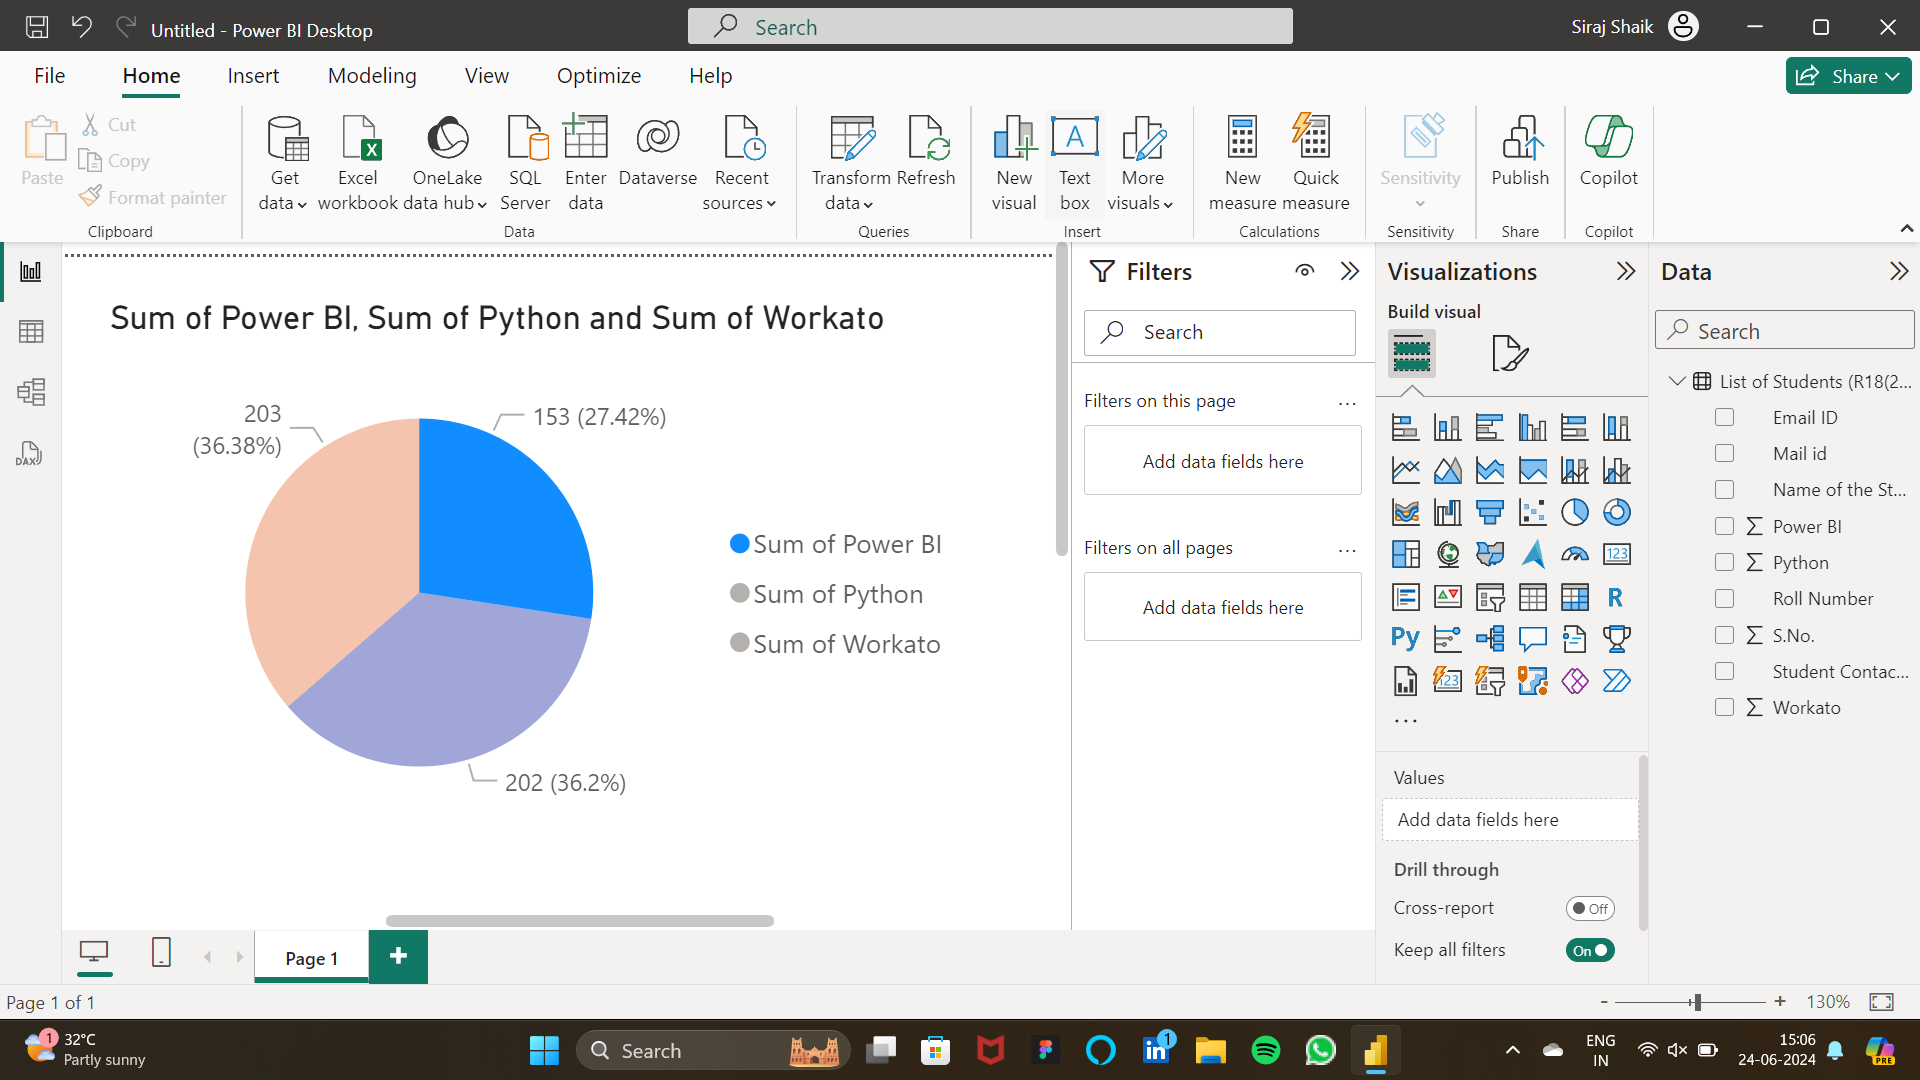 Untitled - Power BI Desktop
Search
Siraj Shaik
File Home Insert Modeling View Optimize Help
Share
Paste
Cut
Copy
Format painter
Clipboard
Get data
Excel workbook
OneLake data hub
SQL Server
Enter data
Dataverse
Recent sources
Data
Transform data
Refresh
Queries
New visual
A
Text box
More visuals
Insert
New measure
Quick measure
Calculations
Sensitivity
Sensitivity
Publish
Share
Copilot
Copilot
DAX
Sum of Power BI, Sum of Python and Sum of Workato
203
(36.38%)
153 (27.42%)
202 (36.2%)
Sum of Power BI
Sum of Python
Sum of Workato
Filters
Search
Filters on this page ...
Add data fields here
Filters on all pages ...
Add data fields here
Visualizations
Build visual
123
R
Py
123
...
Values
Add data fields here
Drill through
Cross-report Off
Keep all filters On
Data
Search
List of Students (R18(2...
Email ID
Mail id
Name of the St...
∑ Power BI
∑ Python
Roll Number
∑ S.No.
Student Contac...
∑ Workato
Page 1
+
Page 1 of 1
- + 130%
1
32°C
Partly sunny
Search
in 1
ENG
IN
15:06
24-06-2024
PRE